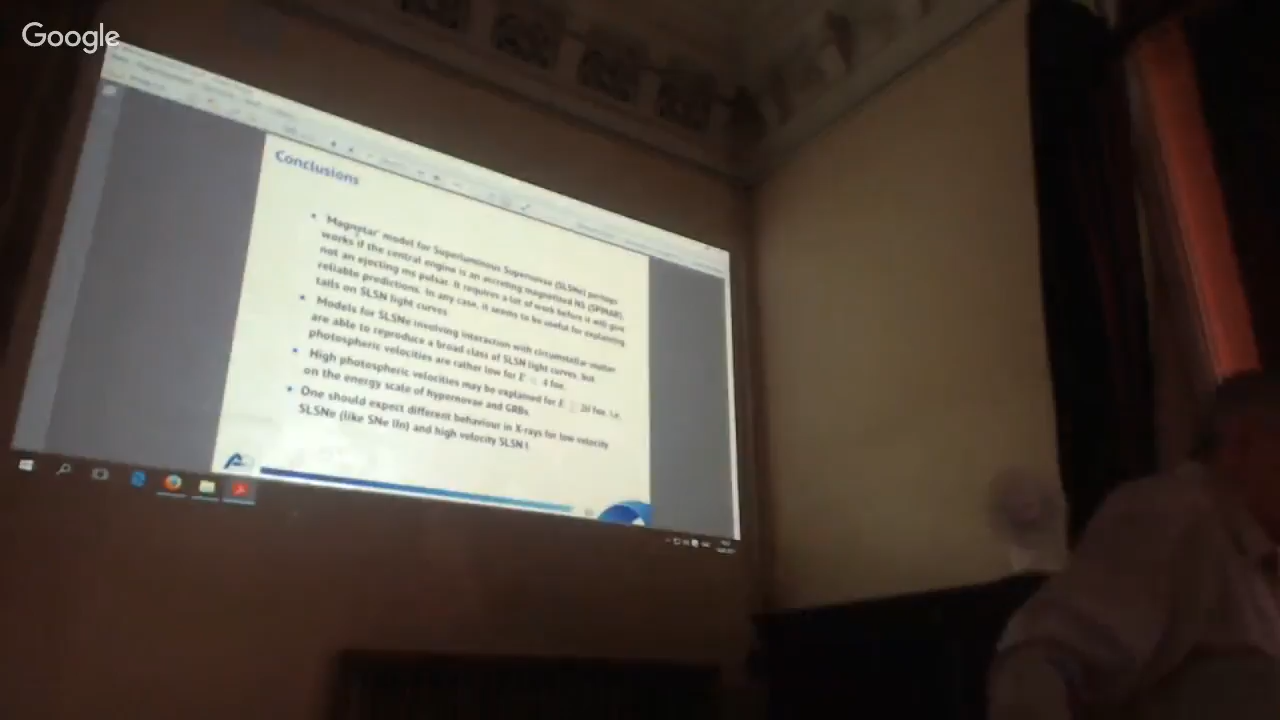 Google
Conclusions
• Magnetar model for Superluminous Supernovae (SLSNe) perhaps
works if the central engine is an accreting magnetized NS (SPINAR),
not an ejecting ms pulsar. It requires a lot of work before it will give
reliable predictions. In any case, it seems to be useful for explaining
tails on SLSN light curves
• Models for SLSNe involving interaction with circumstellar matter
are able to reproduce a broad class of SLSN light curves, but
photospheric velocities are rather low for E 4 foe.
• High photospheric velocities may be explained for E 20 foe, i.e.
on the energy scale of hypernovae and GRBs
• One should expect different behaviour in X-rays for low velocity
SLSNe (like SNe IIn) and high velocity SLSN I